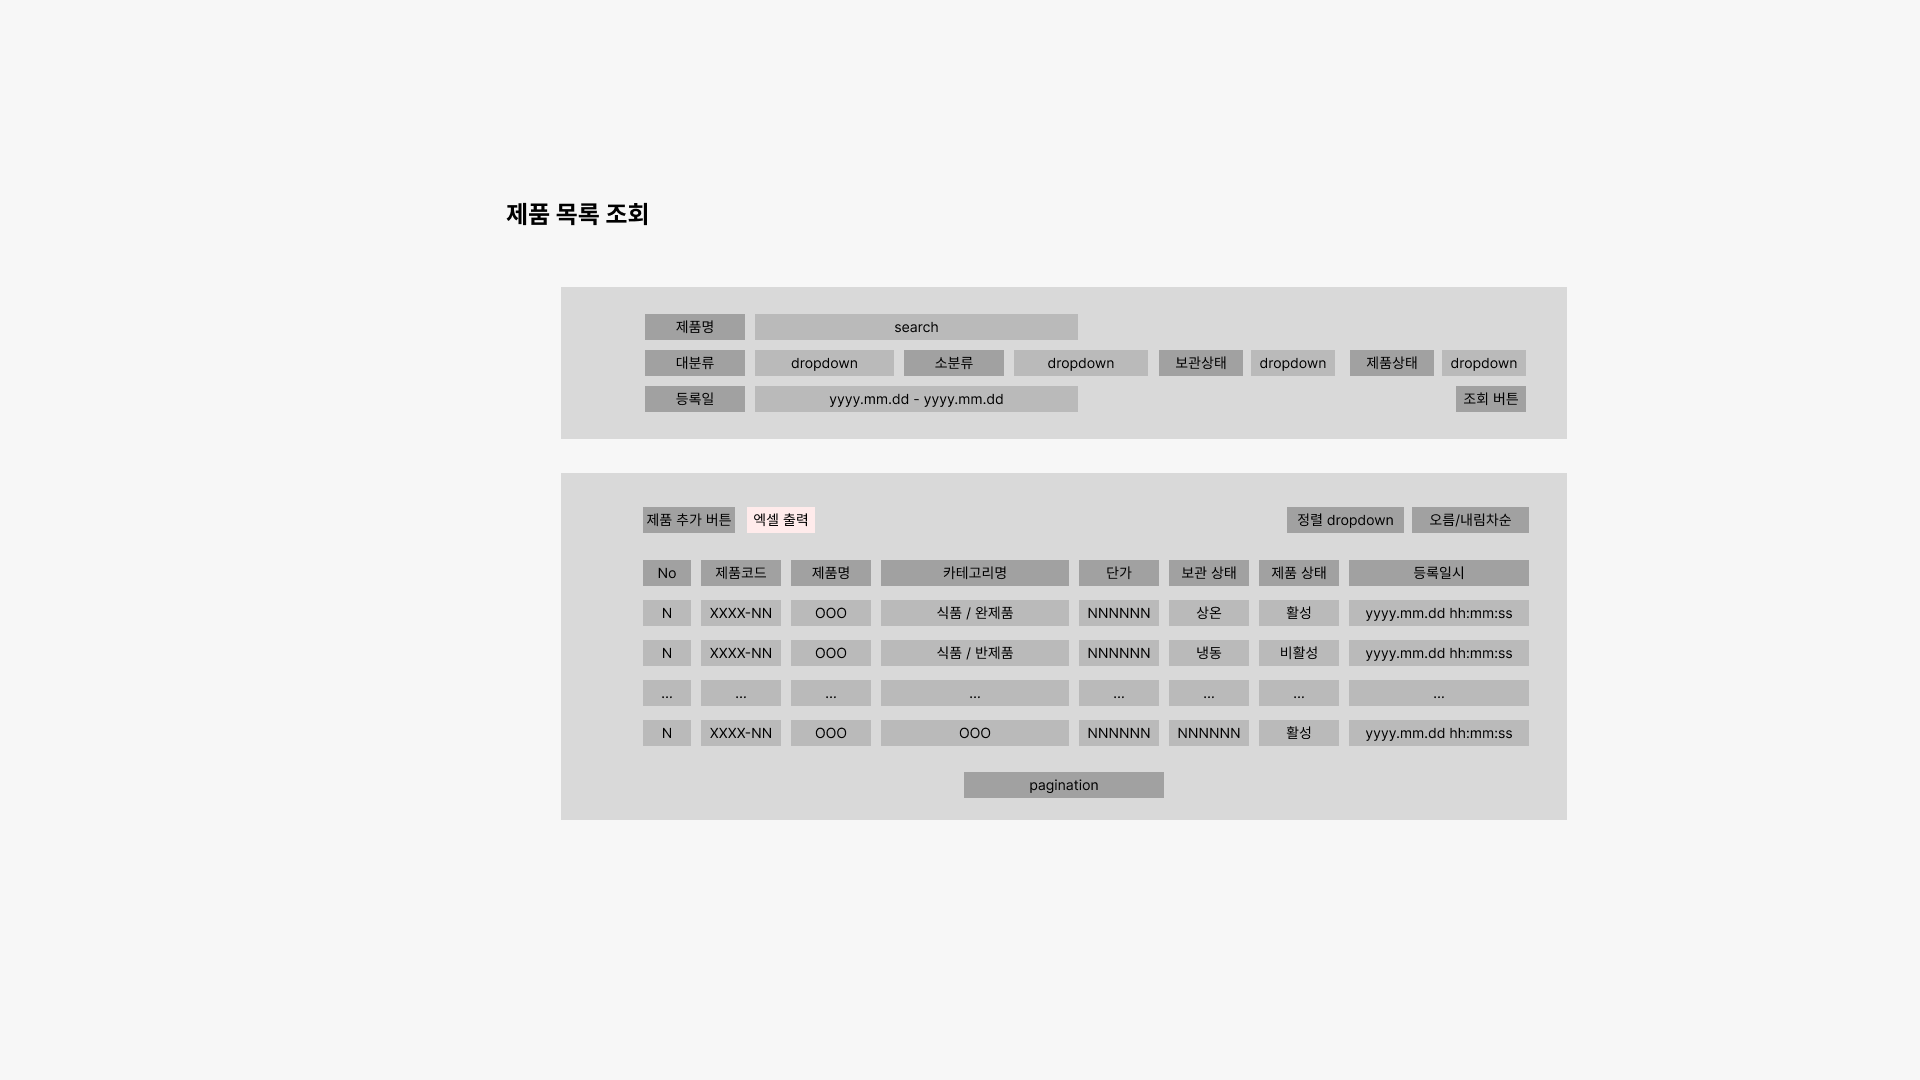 제품 목록 조회
제품명 search
대분류 dropdown 소분류 dropdown 보관상태 dropdown 제품상태 dropdown
등록일 yyyy.mm.dd - yyyy.mm.dd 조회 버튼
제품 추가 버튼 엑셀 출력 정렬 dropdown 오름/내림차순
No 제품코드 제품명 카테고리명 단가 보관 상태 제품 상태 등록일시
N XXXX-NN OOO 식품 / 완제품 NNNNNN 상온 활성 yyyy.mm.dd hh:mm:ss
N XXXX-NN OOO 식품 / 반제품 NNNNNN 냉동 비활성 yyyy.mm.dd hh:mm:ss
... ... ... ... ... ... ... ...
N XXXX-NN OOO OOO NNNNNN NNNNNN 활성 yyyy.mm.dd hh:mm:ss
pagination